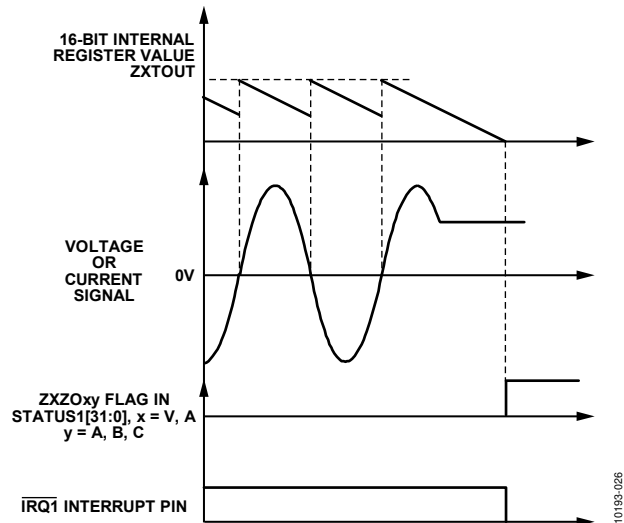 16-BIT INTERNAL
REGISTER VALUE
ZXTOUT
VOLTAGE
OR
CURRENT
SIGNAL
0V
ZXZOxy FLAG IN
STATUS1[31:0], x = V, A
y = A, B, C
IRQ1 INTERRUPT PIN
10193-026